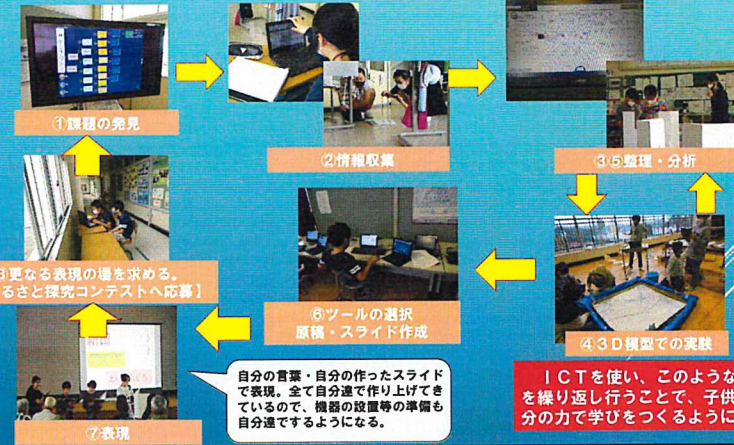 ①課題の発見
②情報収集
③⑤整理・分析
更なる表現の場を求める。
るさと探究コンテストへ応募】
⑥ツールの選択
原稿・スライド作成
④3D模型での実験
自分の言葉・自分の作ったスライド
で表現。全て自分達で作り上げてき
ているので、機器の設置等の準備も
自分達でするようになる。
ICTを使い、このような
を繰り返し行うことで、子供
分の力で学びをつくるように
⑦表現